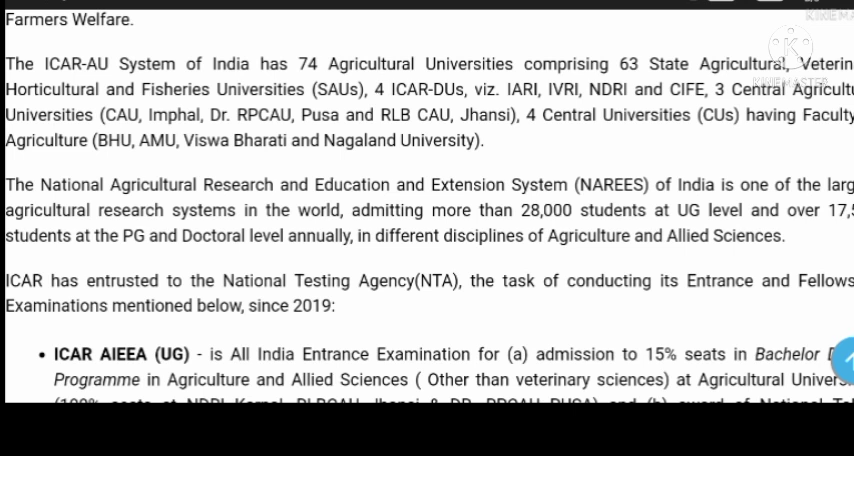 Farmers Welfare.
KINEMA
K
KINEMASTER
The ICAR-AU System of India has 74 Agricultural Universities comprising 63 State Agricultural, Veterin
Horticultural and Fisheries Universities (SAUs), 4 ICAR-DUs, viz. IARI, IVRI, NDRI and CIFE, 3 Central Agricultu
Universities (CAU, Imphal, Dr. RPCAU, Pusa and RLB CAU, Jhansi), 4 Central Universities (CUs) having Faculty
Agriculture (BHU, AMU, Viswa Bharati and Nagaland University).
The National Agricultural Research and Education and Extension System (NAREES) of India is one of the larg
agricultural research systems in the world, admitting more than 28,000 students at UG level and over 17,5
students at the PG and Doctoral level annually, in different disciplines of Agriculture and Allied Sciences.
ICAR has entrusted to the National Testing Agency(NTA), the task of conducting its Entrance and Fellows
Examinations mentioned below, since 2019:
• ICAR AIEEA (UG) - is All India Entrance Examination for (a) admission to 15% seats in Bachelor
Programme in Agriculture and Allied Sciences ( Other than veterinary sciences) at Agricultural Univers